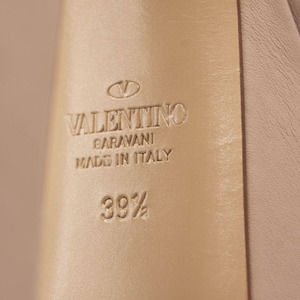 VALENTINO
GARAVANI
MADE IN ITALY
39½